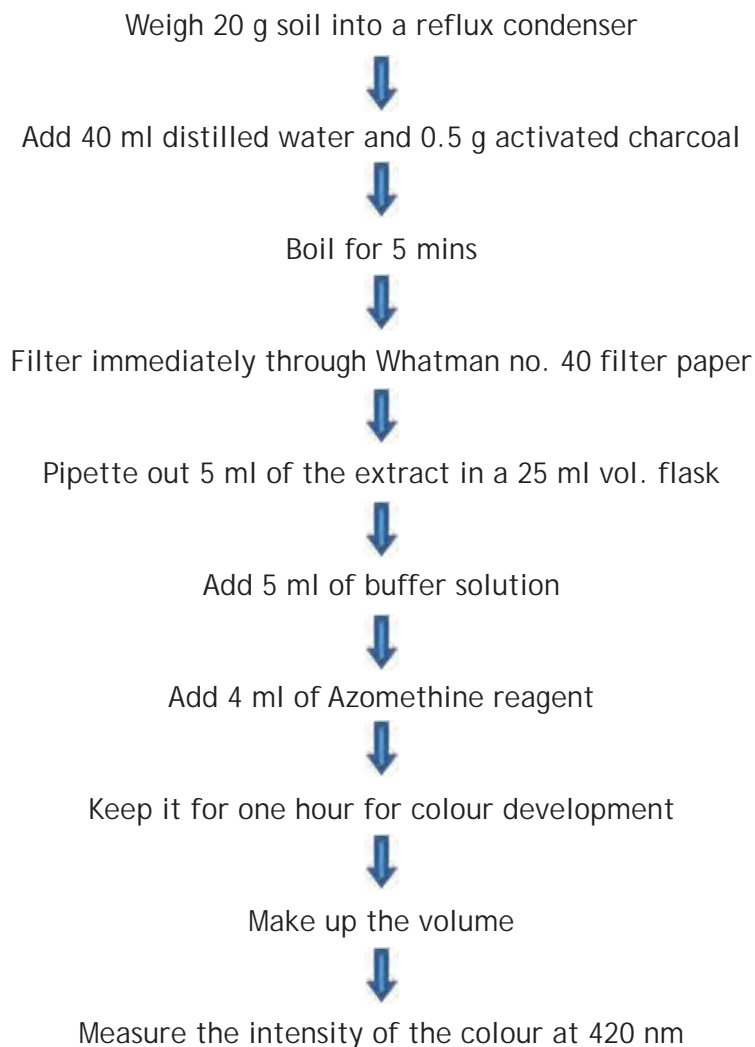 Weigh 20 g soil into a reflux condenser
Add 40 ml distilled water and 0.5 g activated charcoal
Boil for 5 mins
Filter immediately through Whatman no. 40 filter paper
Pipette out 5 ml of the extract in a 25 ml vol. flask
Add 5 ml of buffer solution
Add 4 ml of Azomethine reagent
Keep it for one hour for colour development
Make up the volume
Measure the intensity of the colour at 420 nm